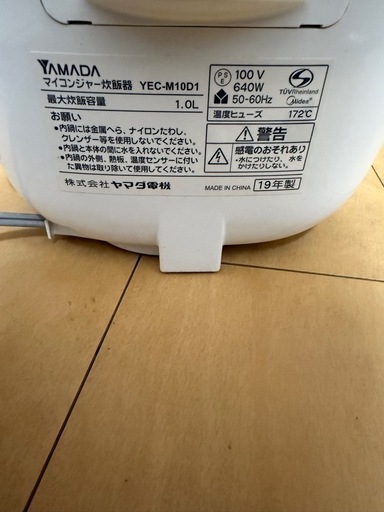 YAMADA
マイコンジャー炊飯器 YEC-M10D1
最大炊飯容量 1.0L
お願い
•内鍋には金属へら、ナイロンたわし、
クレンザー等を使用しないでください。
•内鍋と本体の間に水を入れないでください。
•内鍋の外側、熱板、温度センサーに付い
た異物は取り除いて使用してください。
株式会社 ヤマダ電機
PSE
100 V
640W
50-60Hz
TÜVRheinland
Midea
温度ヒューズ 172℃
警告
感電のおそれあり
•水につけたり、水を
かけたりしない。
MADE IN CHINA 19年製